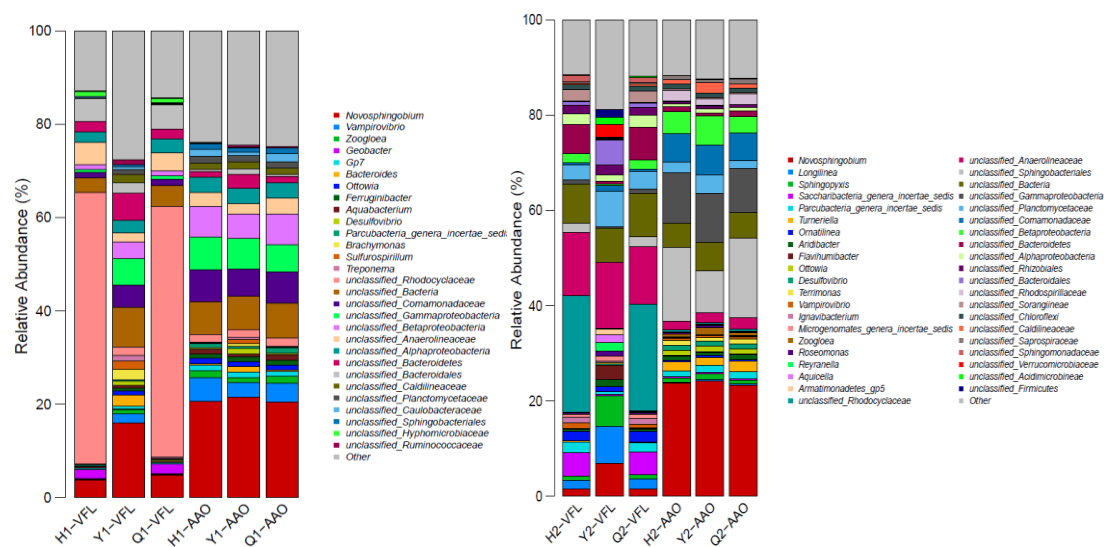 Relative Abundance (%)
100
80
60
40
20
0
H1-VFL
Y1-VFL
Q1-VFL
H1-AAO
Y1-AAO
Q1-AAO
Novosphingobium
Vampirovibrio
Zoogloea
Geobacter
Gp7
Bacteroides
Ottowia
Ferruginibacter
Aquabacterium
Desulfovibrio
Parcubacteria_genera_incertae_sedi
Brachymonas
Sulfurospirillum
Treponema
unclassified_Rhodocyclaceae
unclassified_Bacteria
unclassified_Comamonadaceae
unclassified_Gammaproteobacteria
unclassified_Betaproteobacteria
unclassified_Anaerolineaceae
unclassified_Alphaproteobacteria
unclassified_Bacteroidetes
unclassified_Bacteroidales
unclassified_Caldilineaceae
unclassified_Planctomycetaceae
unclassified_Caulobacteraceae
unclassified_Sphingobacteriales
unclassified_Hyphomicrobiaceae
unclassified_Ruminococcaceae
Other
Relative Abundance (%)
100
80
60
40
20
0
H2-VFL
Y2-VFL
Q2-VFL
H2-AAO
Y2-AAO
Q2-AAO
Novosphingobium
Longilinea
Sphingopyxis
Saccharibacteria_genera_incertae_sedis
Parcubacteria_genera_incertae_sedis
Turneriella
Ornatilinea
Aridibacter
Flavihumibacter
Ottowia
Desulfovibrio
Terrimonas
Vampirovibrio
Ignavibacterium
Microgenomates_genera_incertae_sedis
Zoogloea
Roseomonas
Reyranella
Aquicella
Armatimonadetes_gp5
unclassified_Rhodocyclaceae
unclassified_Anaerolineaceae
unclassified_Sphingobacteriales
unclassified_Bacteria
unclassified_Gammaproteobacteria
unclassified_Planctomycetaceae
unclassified_Comamonadaceae
unclassified_Betaproteobacteria
unclassified_Bacteroidetes
unclassified_Alphaproteobacteria
unclassified_Rhizobiales
unclassified_Bacteroidales
unclassified_Rhodospirillaceae
unclassified_Sorangiineae
unclassified_Chloroflexi
unclassified_Caldilineaceae
unclassified_Saprospiraceae
unclassified_Sphingomonadaceae
unclassified_Verrucomicrobiaceae
unclassified_Acidimicrobineae
unclassified_Firmicutes
Other